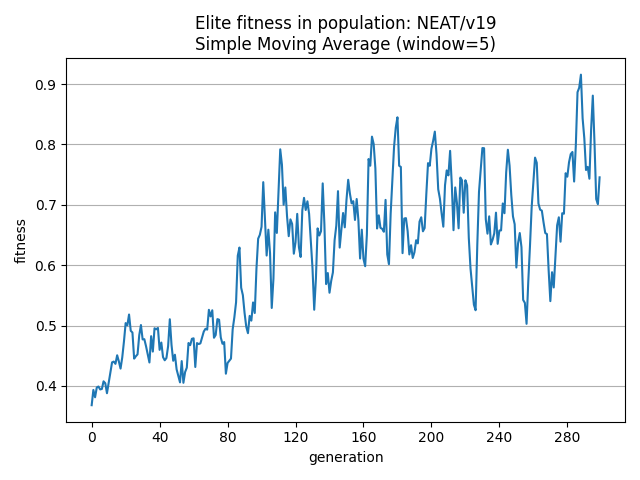 Elite fitness in population: NEAT/v19
Simple Moving Average (window=5)
0.9
0.8
0.7
0.6
0.5
0.4
fitness
0 40 80 120 160 200 240 280
generation